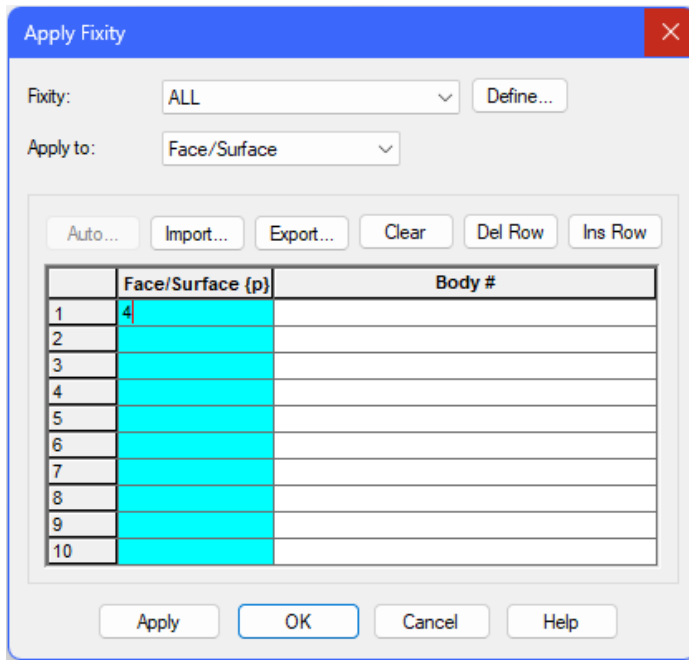 Apply Fixity
Fixity: ALL Define...
Apply to: Face/Surface
Auto... Import... Export... Clear Del Row Ins Row
Face/Surface {p} Body #
1 4
2
3
4
5
6
7
8
9
10
Apply OK Cancel Help